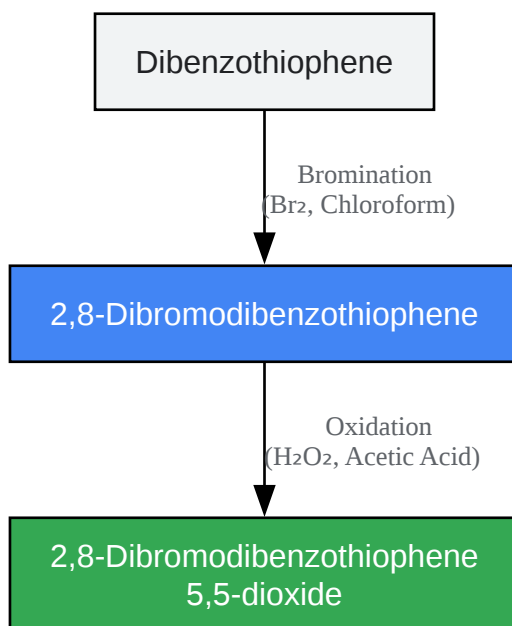 Dibenzothiophene
Bromination
(Br₂, Chloroform)
2,8-Dibromodibenzothiophene
Oxidation
(H₂O₂, Acetic Acid)
2,8-Dibromodibenzothiophene
5,5-dioxide